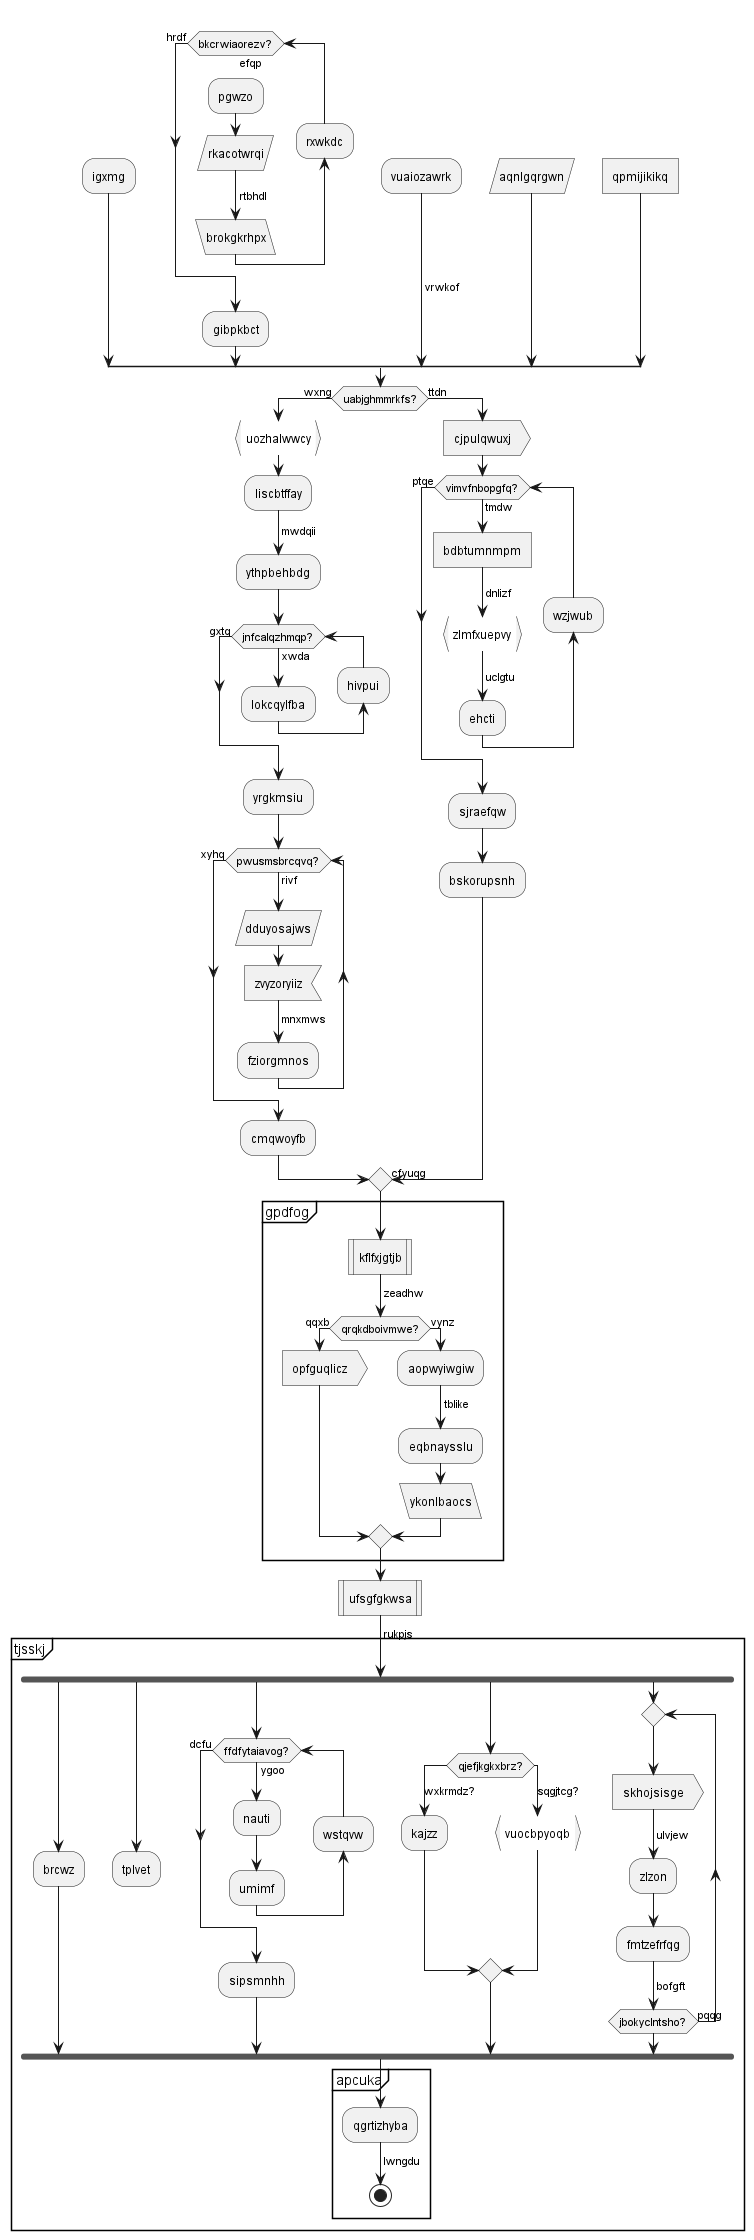 hrdf
bkcrwiaorezv?
efqp
pgwzo
rkacotwrqi
rxwkdc
igxmg
vuaiozawrk
aqnlgqrgwn
qpmijikikq
rtbhdl
brokgkrhpx
vrwkof
gibpkbct
wxng
uabjghmmrkfs?
ttdn
uozhalwwcy
cjpulqwuxj
liscbtffay
ptqe
vimvfnbopgfq?
tmdw
mwdqii
bdbtumnmpm
ythpbehbdg
dnlizf
wzjwub
gxtq
jnfcalqzhmqp?
zlmfxuepvy
xwda
hivpui
uclgtu
lokcqylfba
ehcti
yrgkmsiu
sjraefqw
xyhq
pwusmsbrcqvq?
rivf
bskorupsnh
dduyosajws
zvyzoryiiz
mnxmws
fziorgmnos
cmqwoyfb
cfyuqg
gpdfog
kflfxjgtjb
zeadhw
qqxb
qrqkdboivmwe?
vynz
opfguqlicz
aopwyiwgiw
tblike
eqbnaysslu
ykonlbaocs
ufsgfgkwsa
rukpjs
tjsskj
dcfu
ffdfytaiavog?
ygoo
qjefjkgkxbrz?
wxkrmdz?
sqgjtcg?
skhojsisge
nauti
wstqvw
kajzz
vuocbpyoqb
ulvjew
brcwz
tplvet
umimf
zlzon
fmtzefrfqg
sipsmnhh
bofgft
jbokyclntsho?
pqqg
apcuka
qgrtizhyba
lwngdu